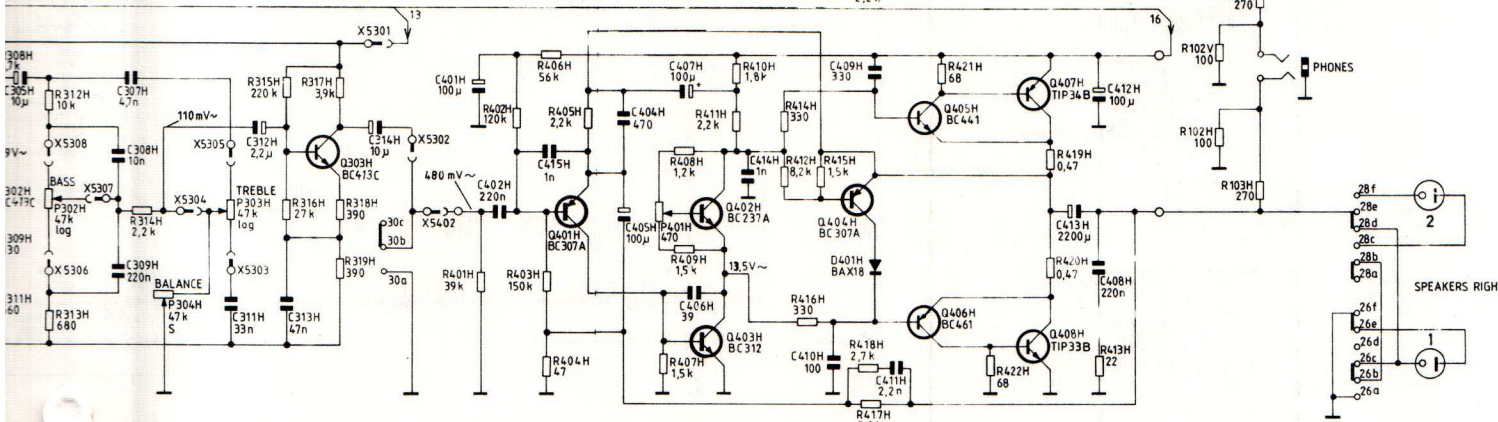 13
X5301
16
270
R102V
100
PHONES
R102H
100
R103H
270
C305H
10µ
R312H
10k
C307H
4,7n
R315H
220k
R317H
3,9k
110mV~
C312H
2,2µ
C314H
10µ
X5302
Q303H
BC413C
X5308
C308H
10n
X5305
BASS
X5307
P302H
47k
log
R314H
2,2k
X5304
TREBLE
P303H
47k
log
R316H
27k
R318H
390
X5306
C309H
220n
X5303
R319H
390
BALANCE
P304H
47k
S
R313H
680
C311H
33n
C313H
47n
30c
30b
30a
X5402
480mV~
C401H
100µ
R402H
120k
R406H
56k
R405H
2,2k
C415H
1n
C402H
220n
Q401H
BC307A
R401H
39k
R403H
150k
R404H
47
C407H
100µ
+
C404H
470
C405H
100µ
R410H
1,8k
R411H
2,2k
R408H
1,2k
P401H
470
Q402H
BC237A
R409H
1,5k
C414H
1n
13,5V~
C406H
39
Q403H
BC312
R407H
1,5k
C409H
330
R414H
330
R412H
8,2k
R415H
1,5k
Q404H
BC307A
D401H
BAX18
R416H
330
C410H
100
R418H
2,7k
C411H
2,2n
R417H
R421H
68
Q405H
BC441
Q407H
TIP34B
C412H
100µ
R419H
0,47
C413H
2200µ
R420H
0,47
C408H
220n
Q406H
BC461
Q408H
TIP33B
R422H
68
R413H
22
28f
28e
28d
28c
28b
28a
2
SPEAKERS RIGH
26f
26e
26d
26c
26b
26a
1